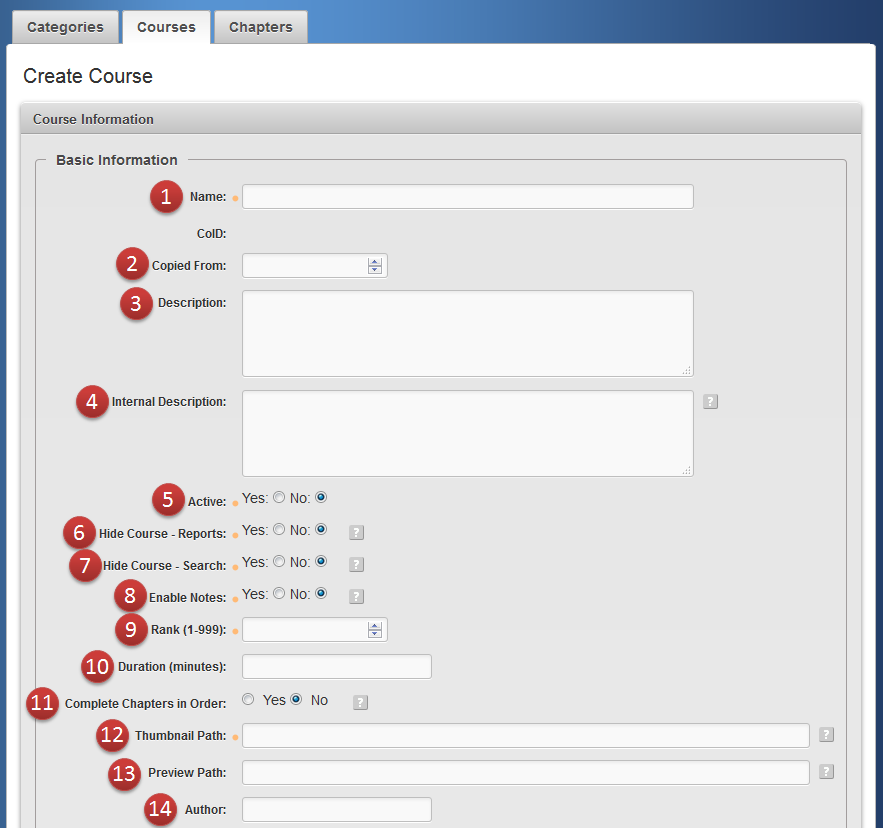 Categories Courses Chapters
Create Course
Course Information
Basic Information
1 Name:
CoID:
2 Copied From:
3 Description:
4 Internal Description: ?
5 Active: Yes: No:
6 Hide Course - Reports: Yes: No: ?
7 Hide Course - Search: Yes: No: ?
8 Enable Notes: Yes: No: ?
9 Rank (1-999):
10 Duration (minutes):
11 Complete Chapters in Order: Yes No ?
12 Thumbnail Path: ?
13 Preview Path: ?
14 Author: